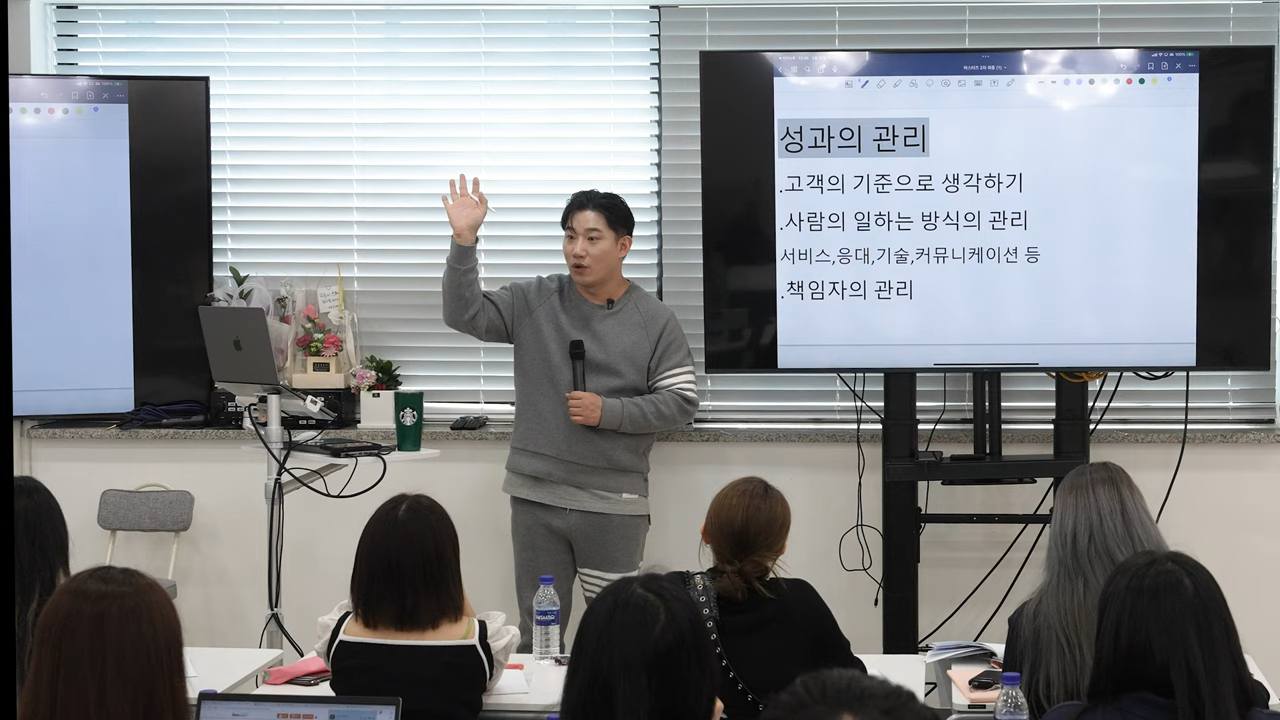 성과의 관리
.고객의 기준으로 생각하기
.사람의 일하는 방식의 관리
서비스,응대,기술,커뮤니케이션 등
.책임자의 관리